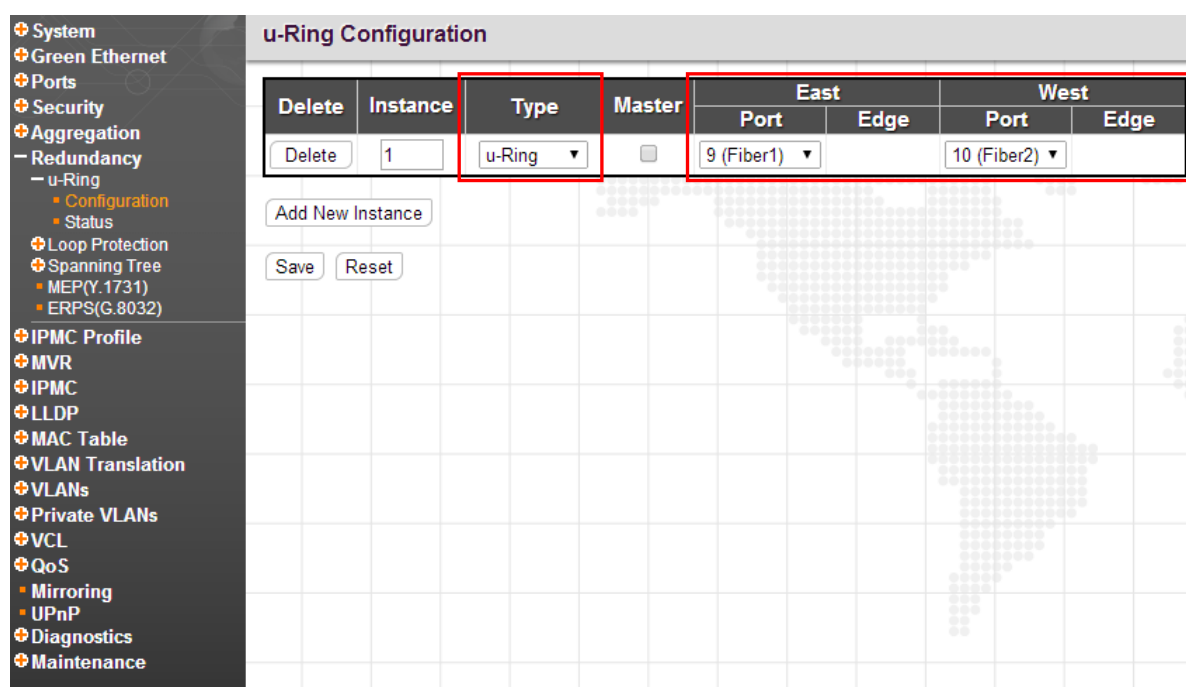 System
Green Ethernet
Ports
Security
Aggregation
Redundancy
u-Ring
Configuration
Status
Loop Protection
Spanning Tree
MEP(Y.1731)
ERPS(G.8032)
IPMC Profile
MVR
IPMC
LLDP
MAC Table
VLAN Translation
VLANs
Private VLANs
VCL
QoS
Mirroring
UPnP
Diagnostics
Maintenance
u-Ring Configuration
Delete Instance Type Master East West
Port Edge Port Edge
Delete 1 u-Ring 9 (Fiber1) 10 (Fiber2)
Add New Instance
Save Reset